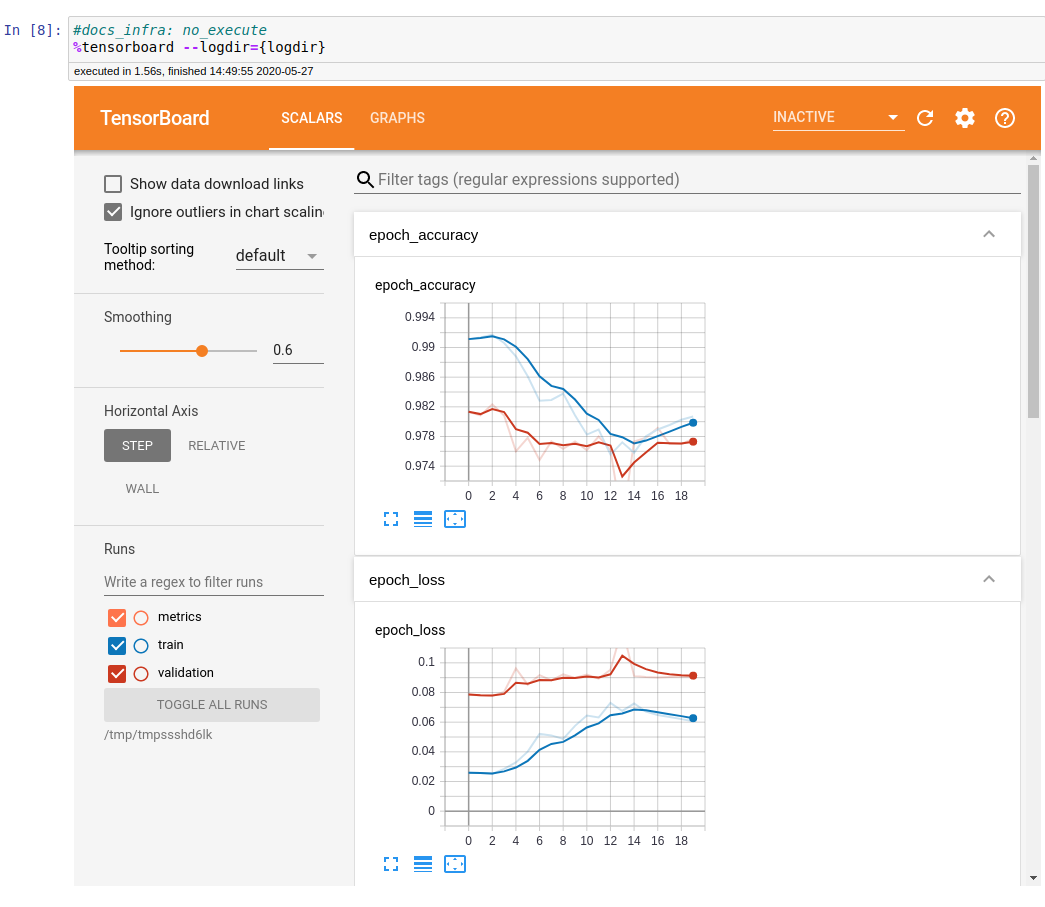 In [8]: #docs_infra: no_execute
%tensorboard --logdir={logdir}
executed in 1.56s, finished 14:49:55 2020-05-27
TensorBoard SCALARS GRAPHS INACTIVE
Show data download links
Ignore outliers in chart scalin
Tooltip sorting
method:
default
Smoothing
0.6
Horizontal Axis
STEP RELATIVE
WALL
Runs
Write a regex to filter runs
metrics
train
validation
TOGGLE ALL RUNS
/tmp/tmpssshd6lk
Filter tags (regular expressions supported)
epoch_accuracy
epoch_accuracy
0.994
0.99
0.986
0.982
0.978
0.974
0 2 4 6 8 10 12 14 16 18
epoch_loss
epoch_loss
0.1
0.08
0.06
0.04
0.02
0
0 2 4 6 8 10 12 14 16 18